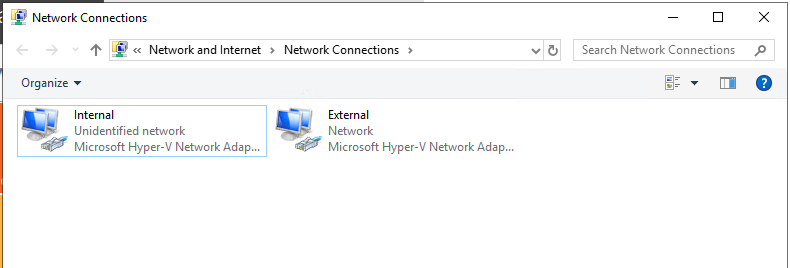 Network Connections
« Network and Internet > Network Connections >
Search Network Connections
Organize
Internal
Unidentified network
Microsoft Hyper-V Network Adap...
External
Network
Microsoft Hyper-V Network Adap...